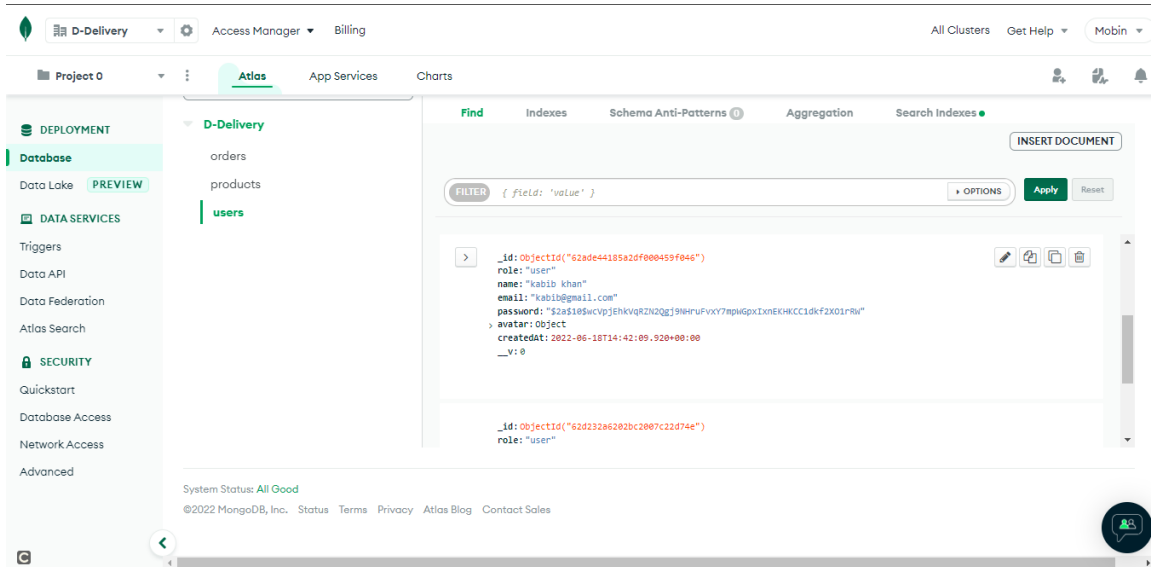 D-Delivery Access Manager Billing All Clusters Get Help Mobin
Project 0 Atlas App Services Charts
DEPLOYMENT
Database
Data Lake PREVIEW
DATA SERVICES
Triggers
Data API
Data Federation
Atlas Search
SECURITY
Quickstart
Database Access
Network Access
Advanced
D-Delivery
orders
products
users
Find Indexes Schema Anti-Patterns 0 Aggregation Search Indexes
INSERT DOCUMENT
FILTER { field: 'value' } OPTIONS Apply Reset
_id: ObjectId("62ade44185a2df000459f046")
role: "user"
name: "kabib khan"
email: "kabib@gmail.com"
password: "$2a$10$wcVpjEhkVqRZN2Qgj9NHruFvxY7mpWGpxIxnEKHKCC1dkf2XO1rRW"
avatar: Object
createdAt: 2022-06-18T14:42:09.920+00:00
__v: 0
_id: ObjectId("62d232a6202bc2007c22d74e")
role: "user"
System Status: All Good
©2022 MongoDB, Inc. Status Terms Privacy Atlas Blog Contact Sales